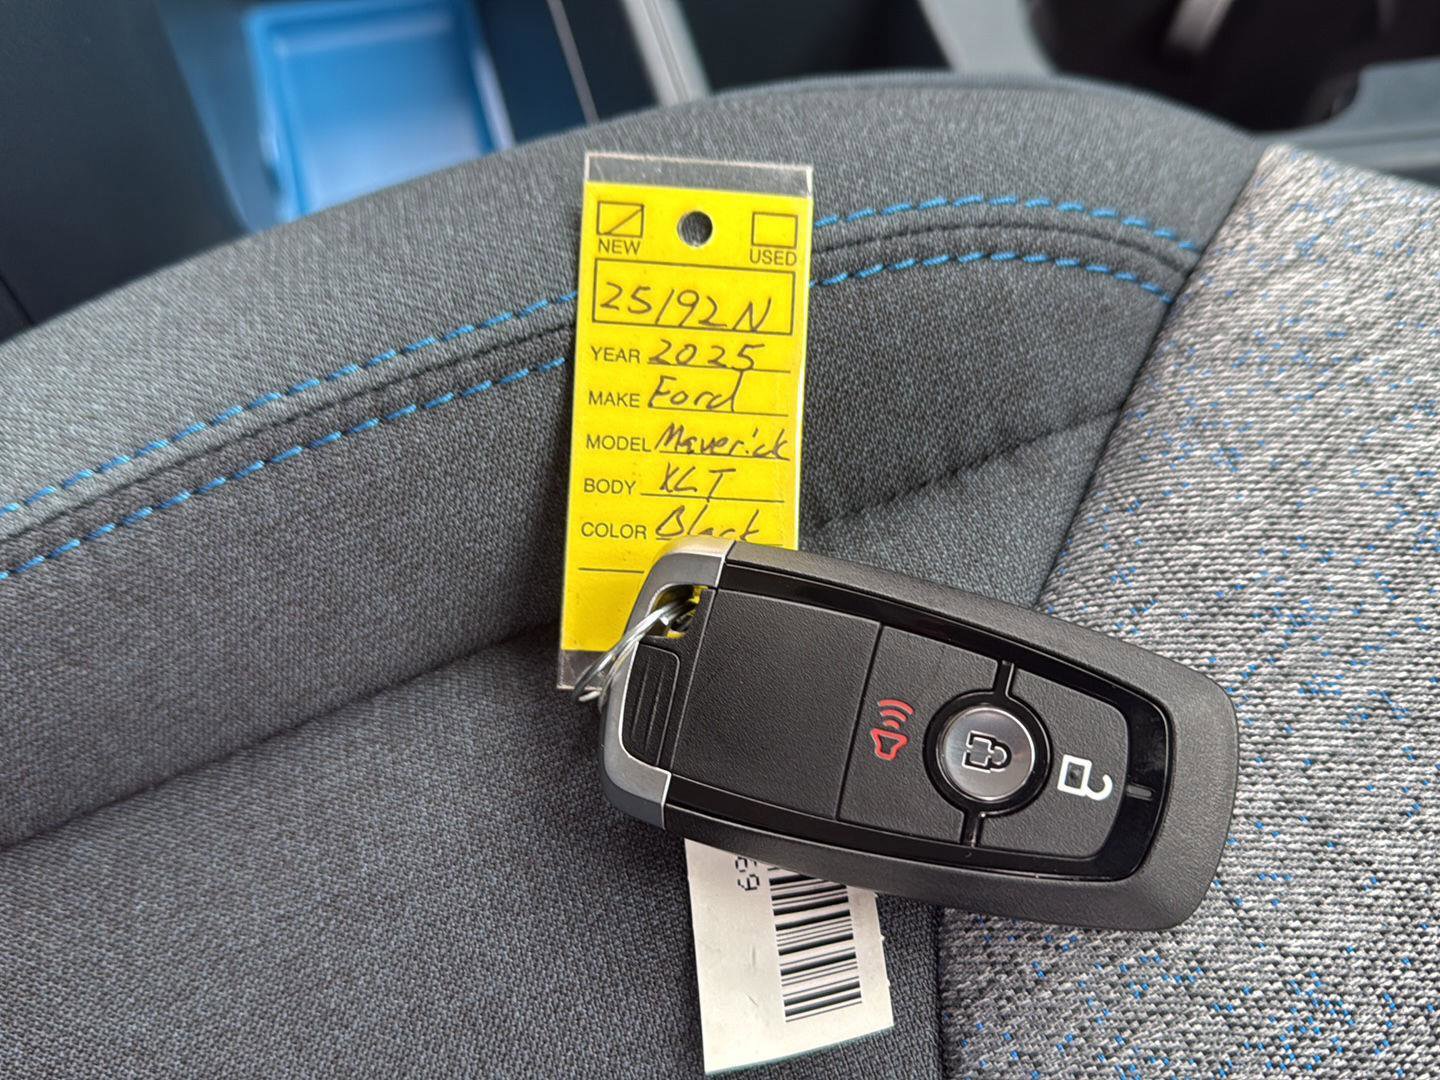 NEW USED
25192N
YEAR 2025
MAKE Ford
MODEL Maverick
BODY XLT
COLOR Black